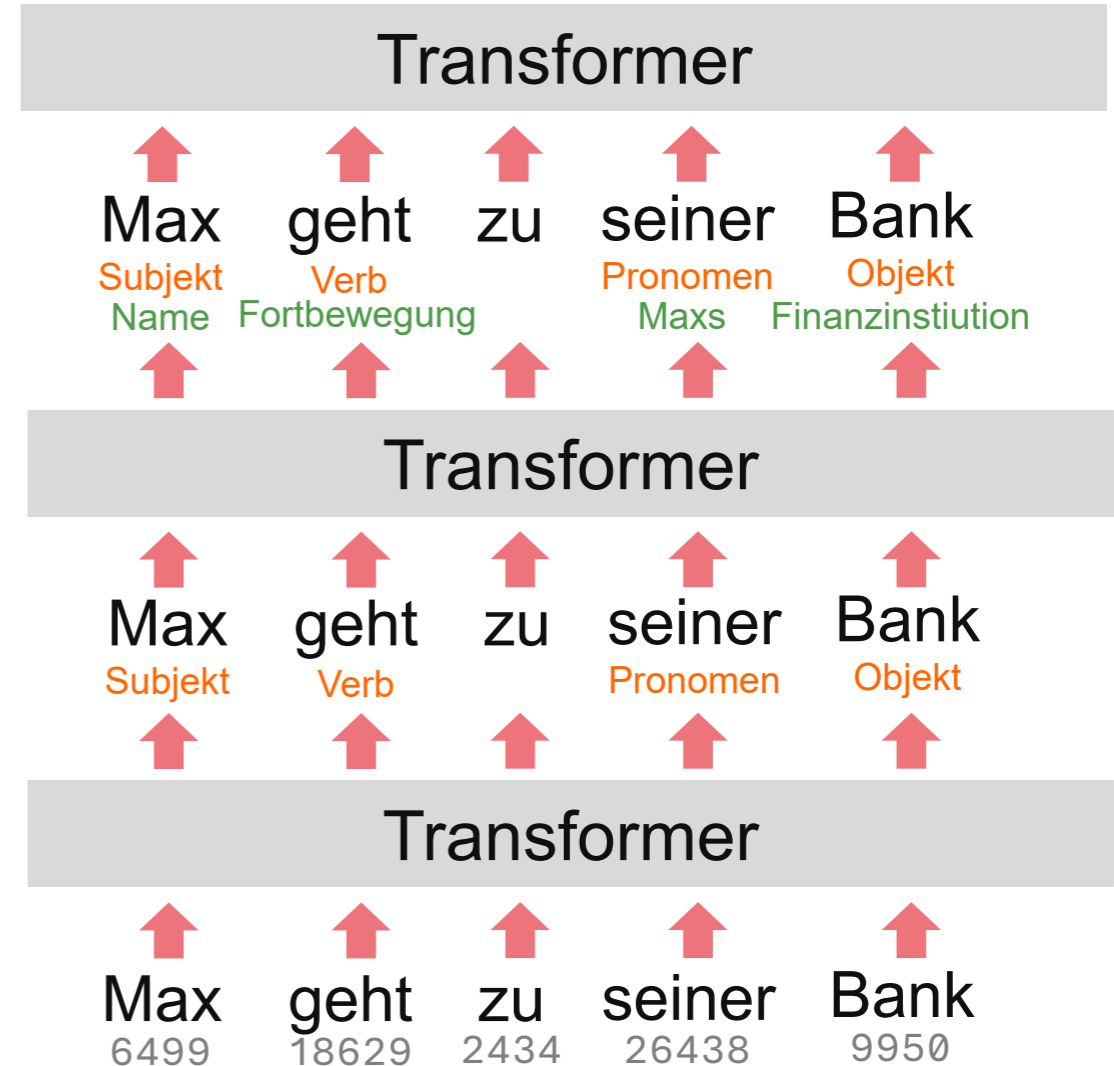 Transformer
Max geht zu seiner Bank
Subjekt Verb Pronomen Objekt
Name Fortbewegung Maxs Finanzinstiution
Transformer
Max geht zu seiner Bank
Subjekt Verb Pronomen Objekt
Transformer
Max geht zu seiner Bank
6499 18629 2434 26438 9950